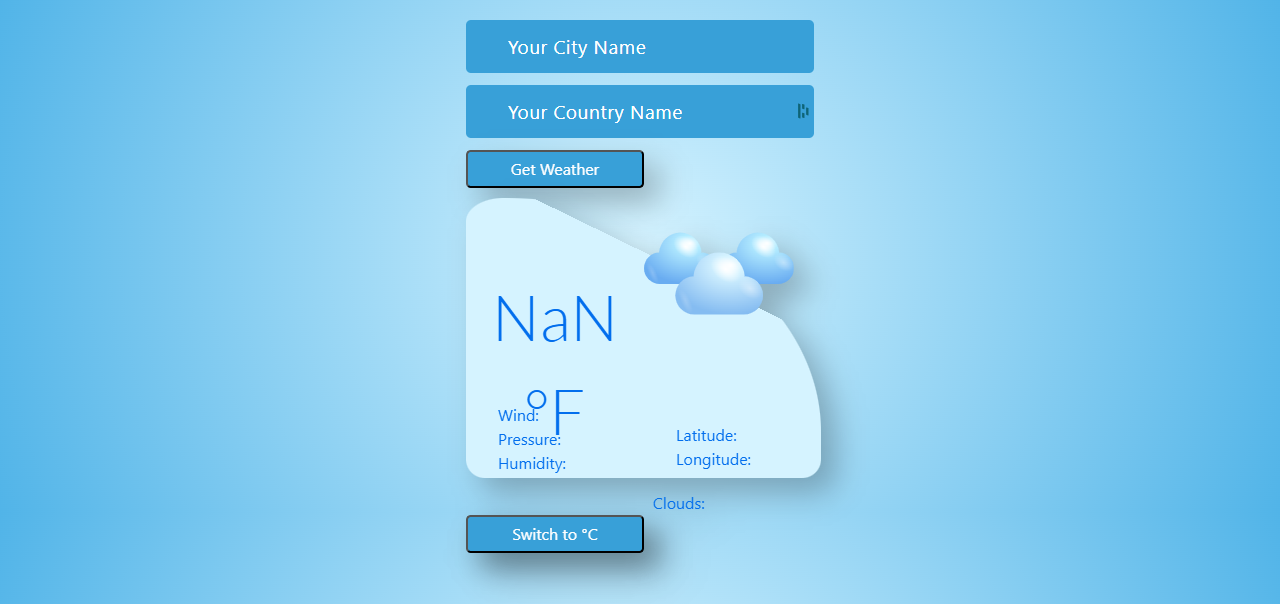 Your City Name
Your Country Name
Get Weather
NaN
°F
Wind:
Pressure:
Humidity:
Latitude:
Longitude:
Clouds:
Switch to °C